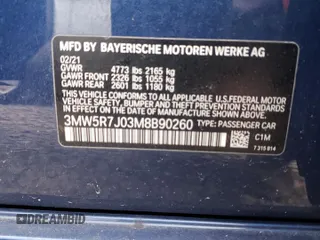 MFD BY BAYERISCHE MOTOREN WERKE AG
02/21
GVWR 4773 lbs 2165 kg
GAWR FRONT 2326 lbs 1055 kg
GAWR REAR 2601 lbs 1180 kg
THIS VEHICLE CONFORMS TO ALL APPLICABLE U.S. FEDERAL MOTOR
VEHICLE SAFETY, BUMPER, AND THEFT PREVENTION STANDARDS
IN EFFECT ON THE DATE OF MANUFACTURE SHOWN ABOVE.
3MW5R7J03M8B90260 TYPE: PASSENGER CAR
C1M
7 315 814
DREAMBID